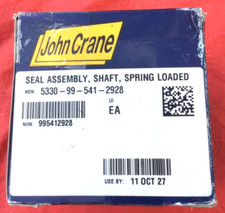 John Crane
SEAL ASSEMBLY, SHAFT, SPRING LOADED
NSN 5330-99-541-2928
UI
EA
NIIN: 995412928
USE BY: 11 OCT 27